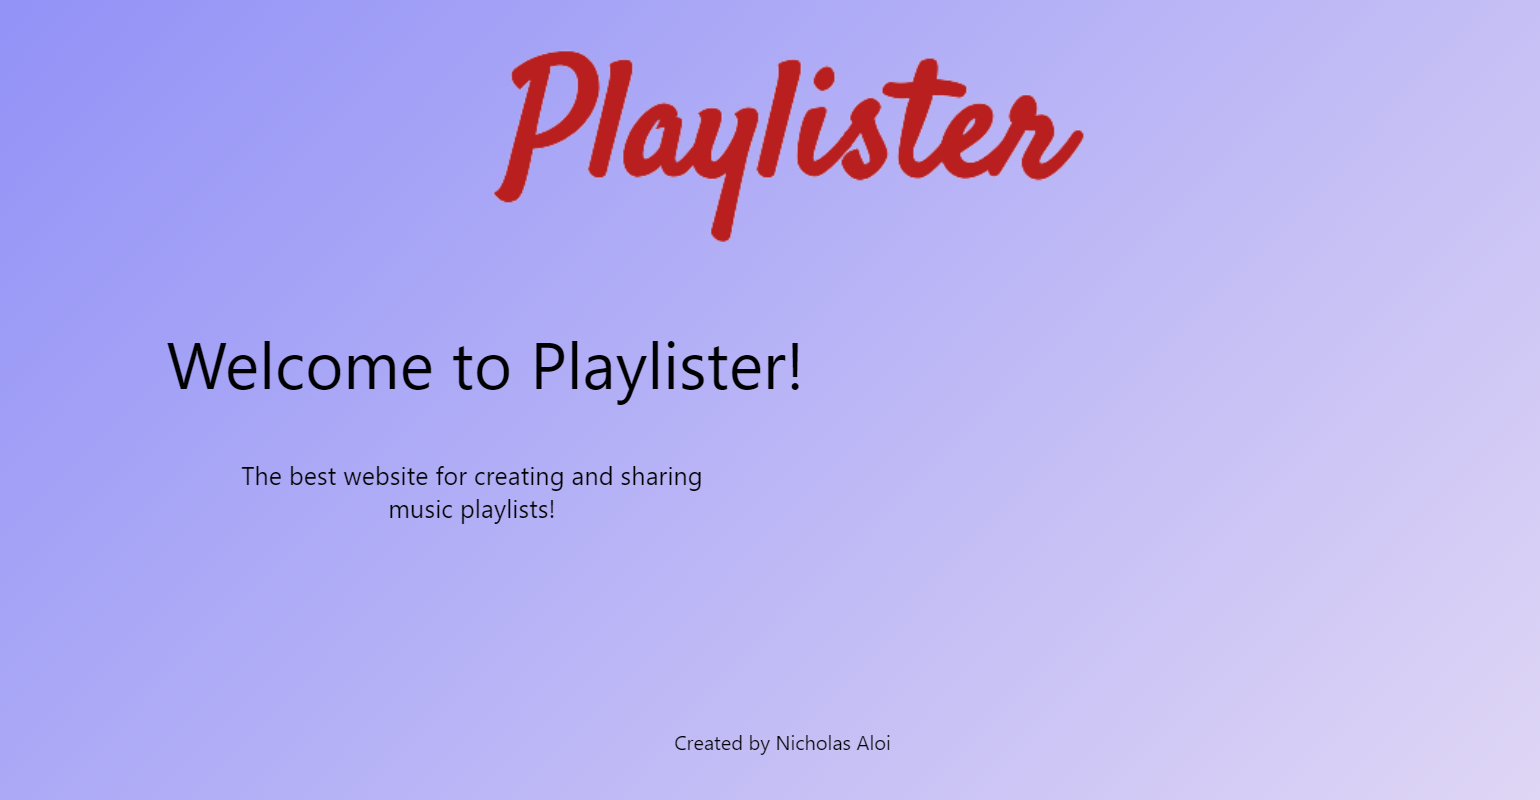 Playlister
Welcome to Playlister!
The best website for creating and sharing
music playlists!
Created by Nicholas Aloi